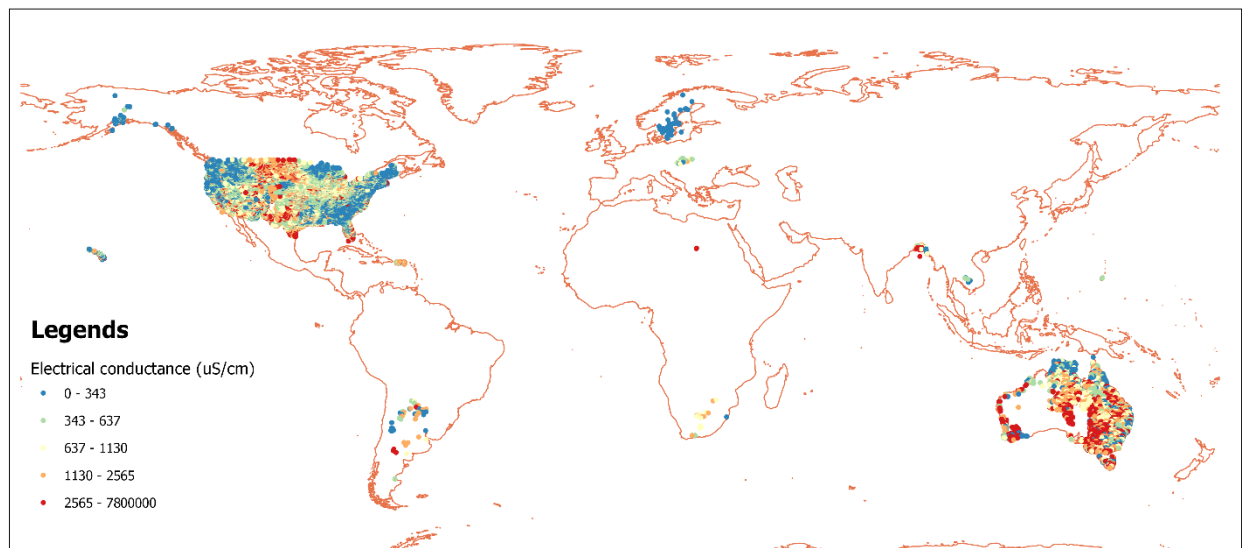 Legends
Electrical conductance (uS/cm)
0 - 343
343 - 637
637 - 1130
1130 - 2565
2565 - 7800000